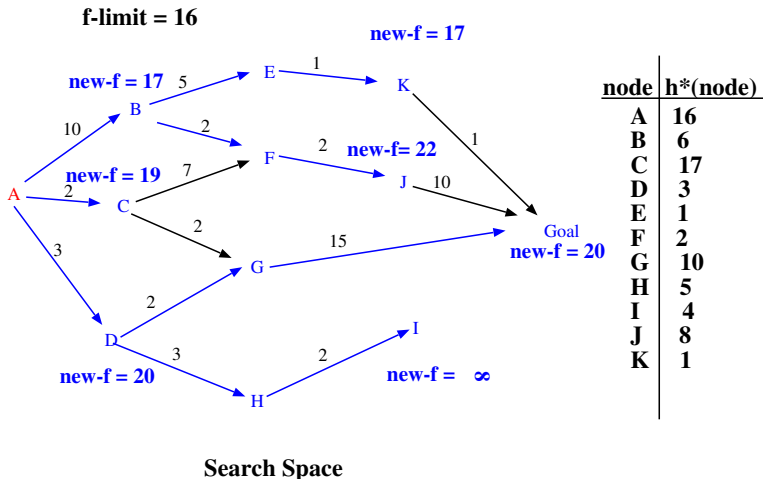 f-limit = 16
new-f = 17
E
1
K
new-f = 17
5
B
10
2
F
2
new-f= 22
J
1
new-f = 19
7
A
2
C
10
Goal
new-f = 20
3
2
G
15
2
D
new-f = 20
3
H
2
I
new-f = ∞
node h*(node)
A 16
B 6
C 17
D 3
E 1
F 2
G 10
H 5
I 4
J 8
K 1
Search Space